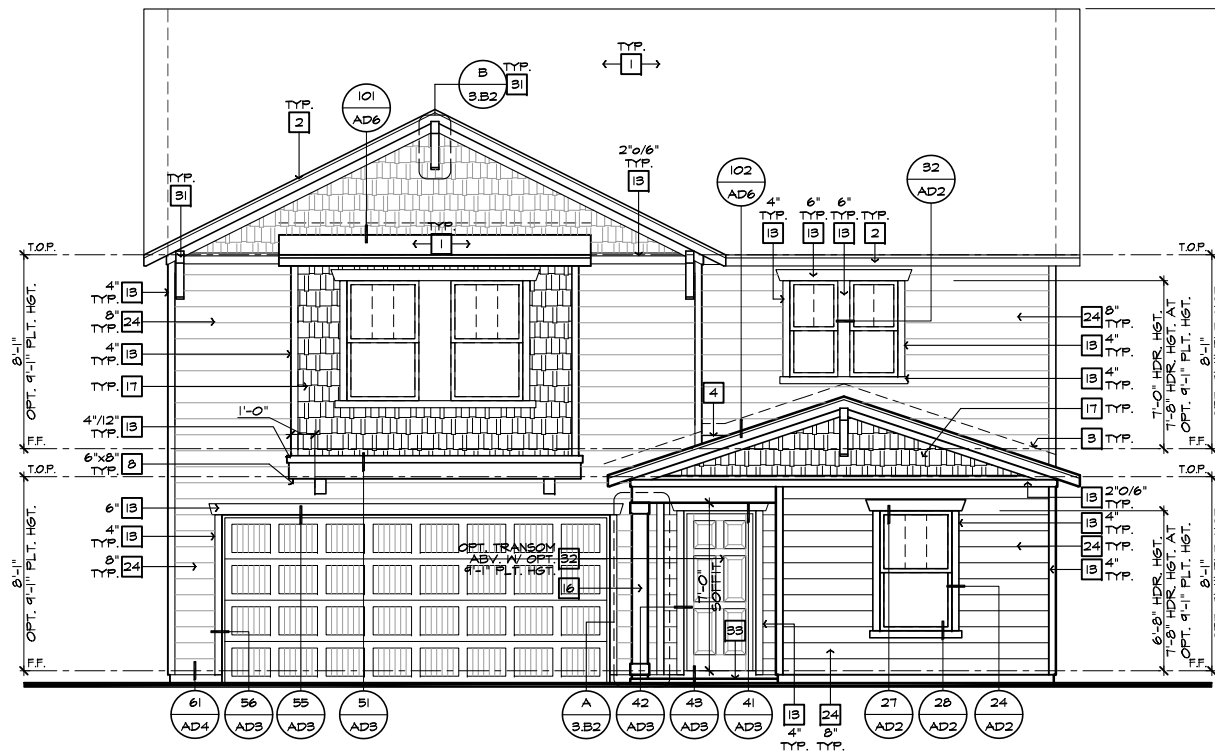 TYP.
1
B
3.B2
TYP.
31
101
AD6
TYP.
2
2"o/6"
TYP.
13
102
AD6
32
AD2
TYP.
31
4"
TYP.
13
6"
TYP.
13
6"
TYP.
13
TYP.
2
TYP.
1
T.O.P.
T.O.P.
4"
TYP.
13
8"
TYP.
24
4"
TYP.
13
TYP.
17
1'-0"
4"/12"
TYP.
13
F.F.
6"x8"
TYP.
8
T.O.P.
8'-1"
OPT. 9'-1" PLT. HGT.
24
8"
TYP.
13
4"
TYP.
13
4"
TYP.
17
TYP.
4
3
TYP.
F.F.
T.O.P.
7'-0" HDR. HGT.
7'-8" HDR. HGT. AT
OPT. 9'-1" PLT. HGT.
8'-1"
13
2"O/6"
TYP.
6"
13
4"
TYP.
13
8"
TYP.
24
8'-1"
OPT. 9'-1" PLT. HGT.
OPT. TRANSOM
ABV. W/ OPT.
9'-1" PLT. HGT.
32
16
7'-0"
SOFFIT
33
13
4"
TYP.
24
TYP.
13
4"
TYP.
6'-8" HDR. HGT.
7'-8" HDR. HGT. AT
OPT. 9'-1" PLT. HGT.
8'-1"
F.F.
F.F.
61
AD4
56
AD3
55
AD3
51
AD3
A
3.B2
42
AD3
43
AD3
41
AD3
13
4"
TYP.
24
8"
TYP.
27
AD2
28
AD2
24
AD2